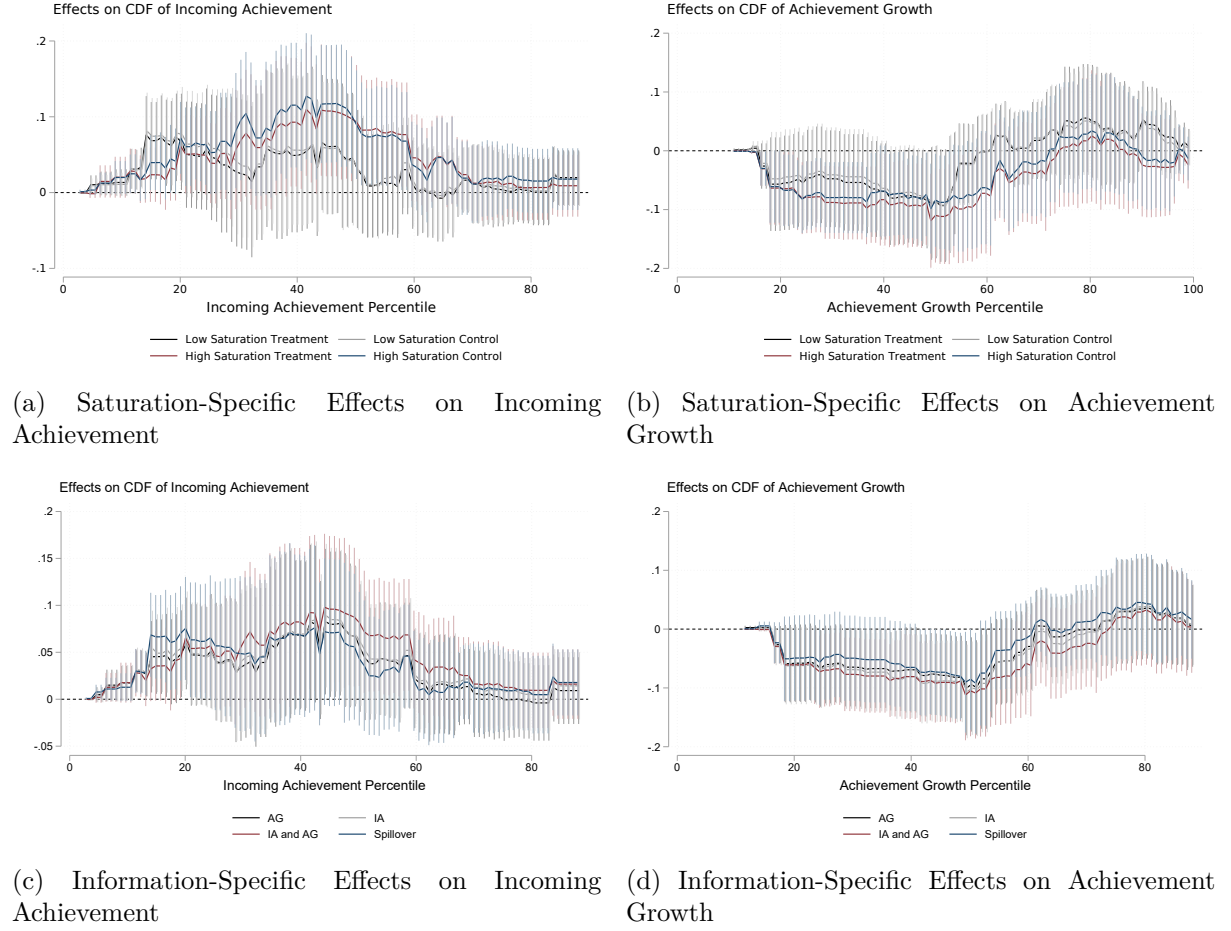 Effects on CDF of Incoming Achievement
.2
.1
0
-.1
0 20 40 60 80
Incoming Achievement Percentile
Low Saturation Treatment Low Saturation Control
High Saturation Treatment High Saturation Control
(a) Saturation-Specific Effects on Incoming
Achievement
Effects on CDF of Achievement Growth
.2
.1
0
-.1
-.2
0 20 40 60 80 100
Achievement Growth Percentile
Low Saturation Treatment Low Saturation Control
High Saturation Treatment High Saturation Control
(b) Saturation-Specific Effects on Achievement
Growth
Effects on CDF of Incoming Achievement
.2
.15
.1
.05
0
-.05
0 20 40 60 80
Incoming Achievement Percentile
AG IA
IA and AG Spillover
(c) Information-Specific Effects on Incoming
Achievement
Effects on CDF of Achievement Growth
.2
.1
0
-.1
-.2
0 20 40 60 80
Achievement Growth Percentile
AG IA
IA and AG Spillover
(d) Information-Specific Effects on Achievement
Growth